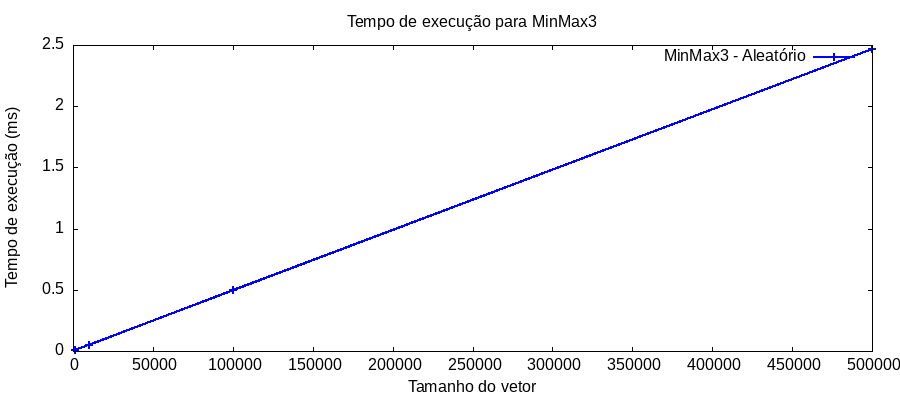 Tempo de execução para MinMax3
2.5
MinMax3 - Aleatório
2
1.5
1
0.5
0
Tempo de execução (ms)
0 50000 100000 150000 200000 250000 300000 350000 400000 450000 500000
Tamanho do vetor